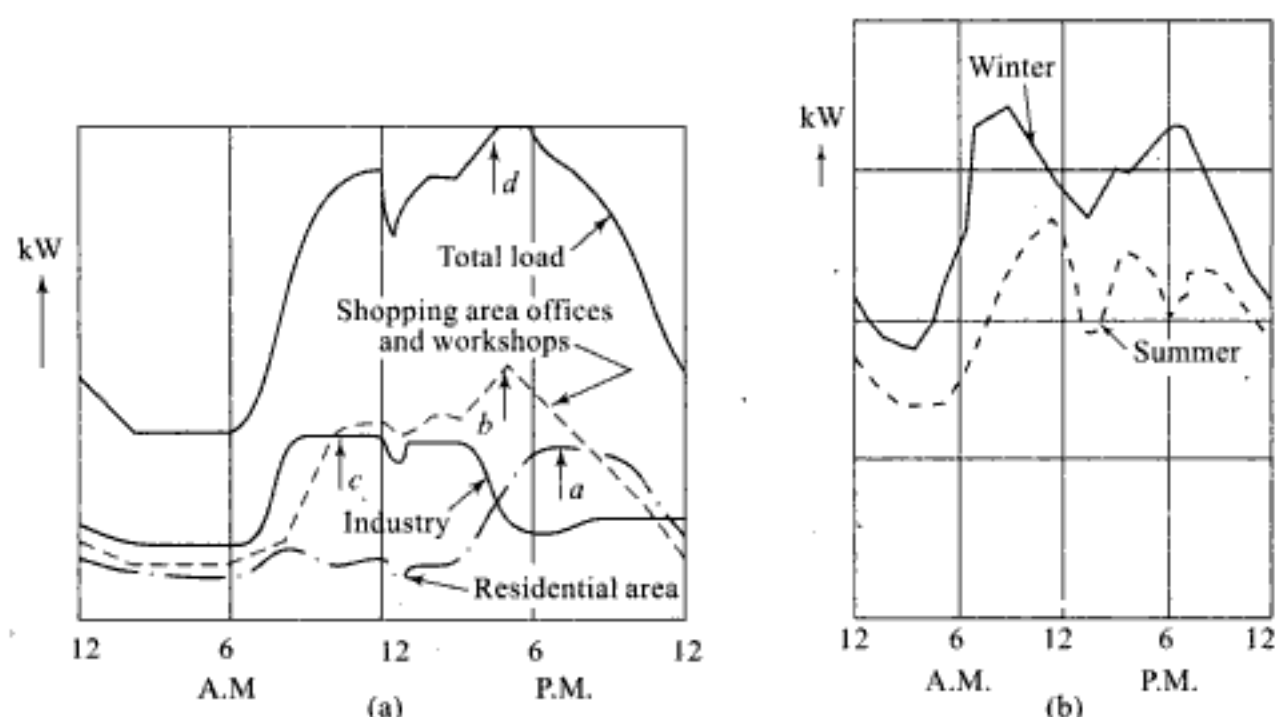 kW
d
Total load
Shopping area offices
and workshops
b
c
a
Industry
Residential area
12 6 12 6 12
A.M P.M.
(a)
kW
Winter
Summer
12 6 12 6 12
A.M. P.M.
(b)